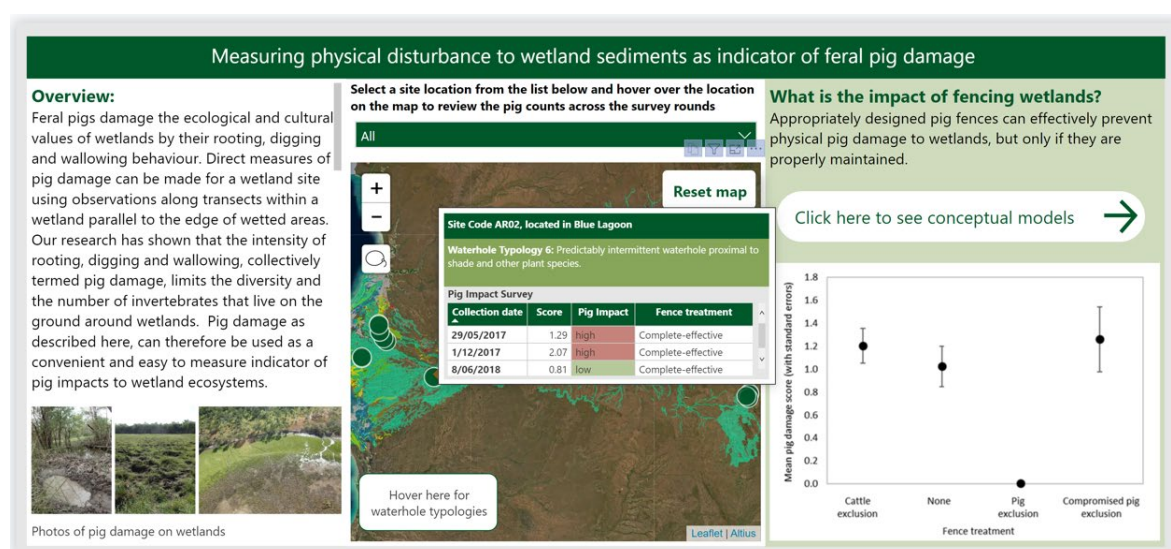 Measuring physical disturbance to wetland sediments as indicator of feral pig damage
Overview:
Feral pigs damage the ecological and cultural
values of wetlands by their rooting, digging
and wallowing behaviour. Direct measures of
pig damage can be made for a wetland site
using observations along transects within a
wetland parallel to the edge of wetted areas.
Our research has shown that the intensity of
rooting, digging and wallowing, collectively
termed pig damage, limits the diversity and
the number of invertebrates that live on the
ground around wetlands.  Pig damage as
described here, can therefore be used as a
convenient and easy to measure indicator of
pig impacts to wetland ecosystems.
Photos of pig damage on wetlands
Select a site location from the list below and hover over the location
on the map to review the pig counts across the survey rounds
All
+
−
Reset map
Site Code AR02, located in Blue Lagoon
Waterhole Typology 6: Predictably intermittent waterhole proximal to
shade and other plant species.
Pig Impact Survey
Collection date Score Pig Impact Fence treatment
29/05/2017 1.29 high Complete-effective
1/12/2017 2.07 high Complete-effective
8/06/2018 0.81 low Complete-effective
Hover here for
waterhole typologies
Leaflet | Altius
What is the impact of fencing wetlands?
Appropriately designed pig fences can effectively prevent
physical pig damage to wetlands, but only if they are
properly maintained.
Click here to see conceptual models
Mean pig damage score (with standard errors)
1.8
1.6
1.4
1.2
1.0
0.8
0.6
0.4
0.2
0.0
Cattle
exclusion
None
Pig
exclusion
Compromised pig
exclusion
Fence treatment